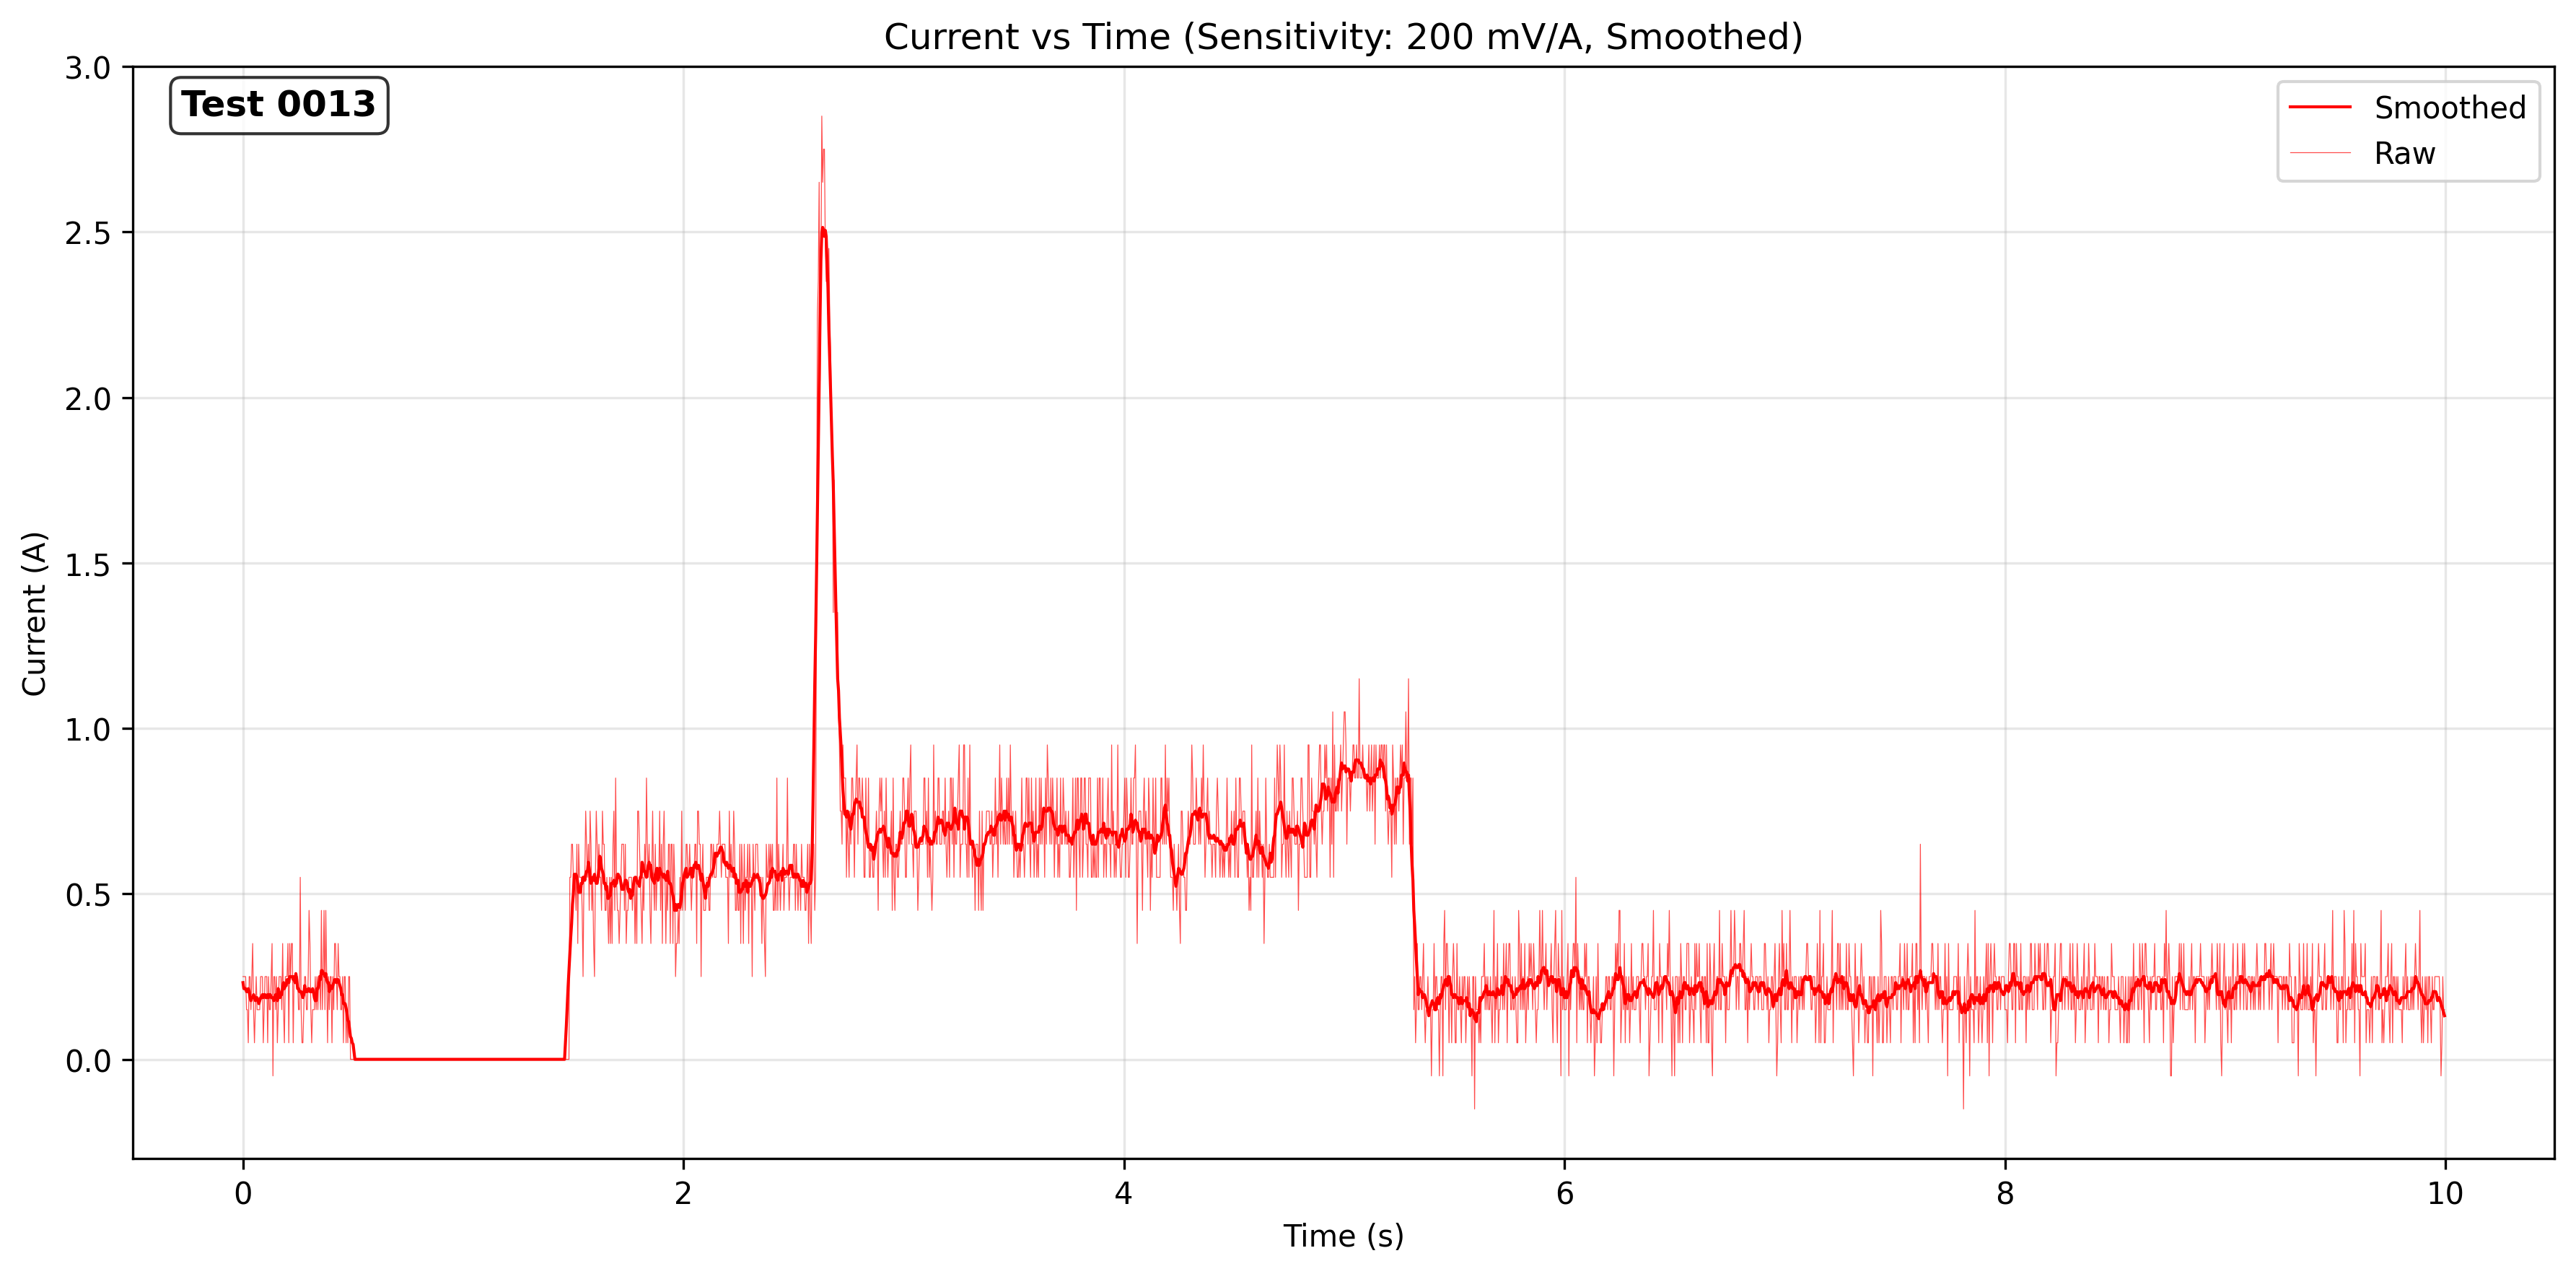 Current vs Time (Sensitivity: 200 mV/A, Smoothed)
Test 0013
Smoothed
Raw
Current (A)
3.0
2.5
2.0
1.5
1.0
0.5
0.0
0 2 4 6 8 10
Time (s)